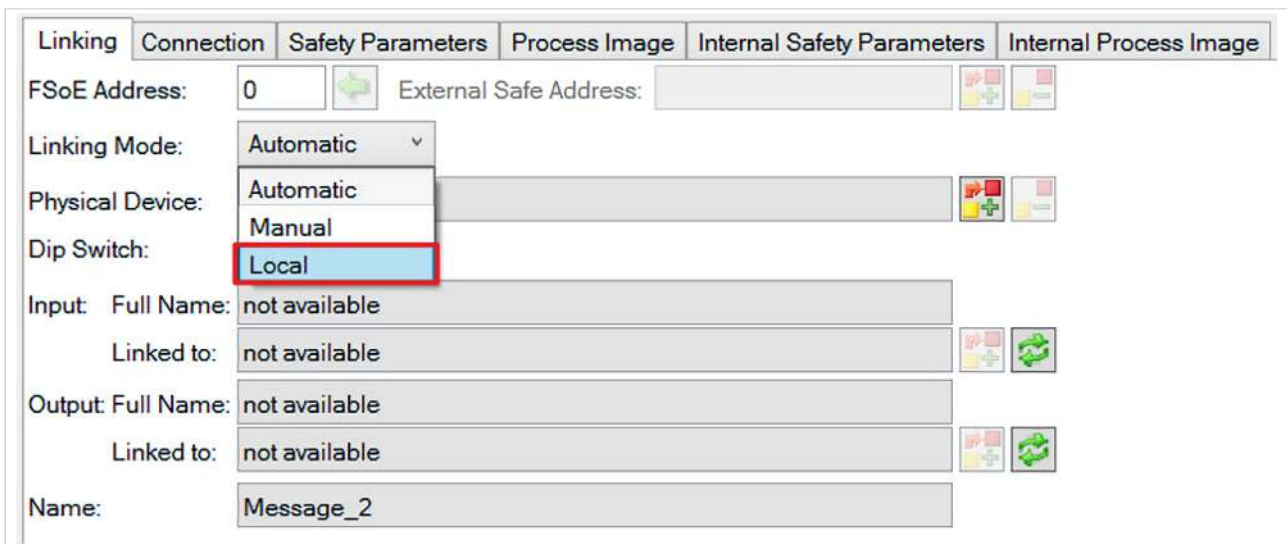 Linking Connection Safety Parameters Process Image Internal Safety Parameters Internal Process Image
FSoE Address: 0 External Safe Address:
Linking Mode: Automatic
Automatic
Physical Device:
Manual
Dip Switch:
Local
Input: Full Name: not available
Linked to: not available
Output: Full Name: not available
Linked to: not available
Name: Message_2